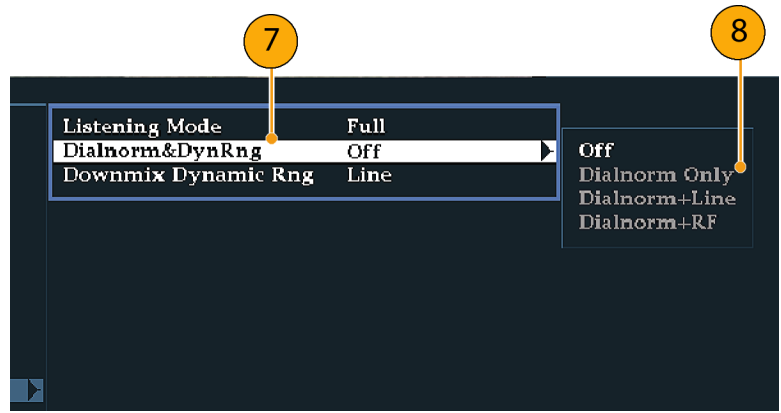 7
8
Listening Mode Full
Dialnorm&DynRng Off
Downmix Dynamic Rng Line
Off
Dialnorm Only
Dialnorm+Line
Dialnorm+RF